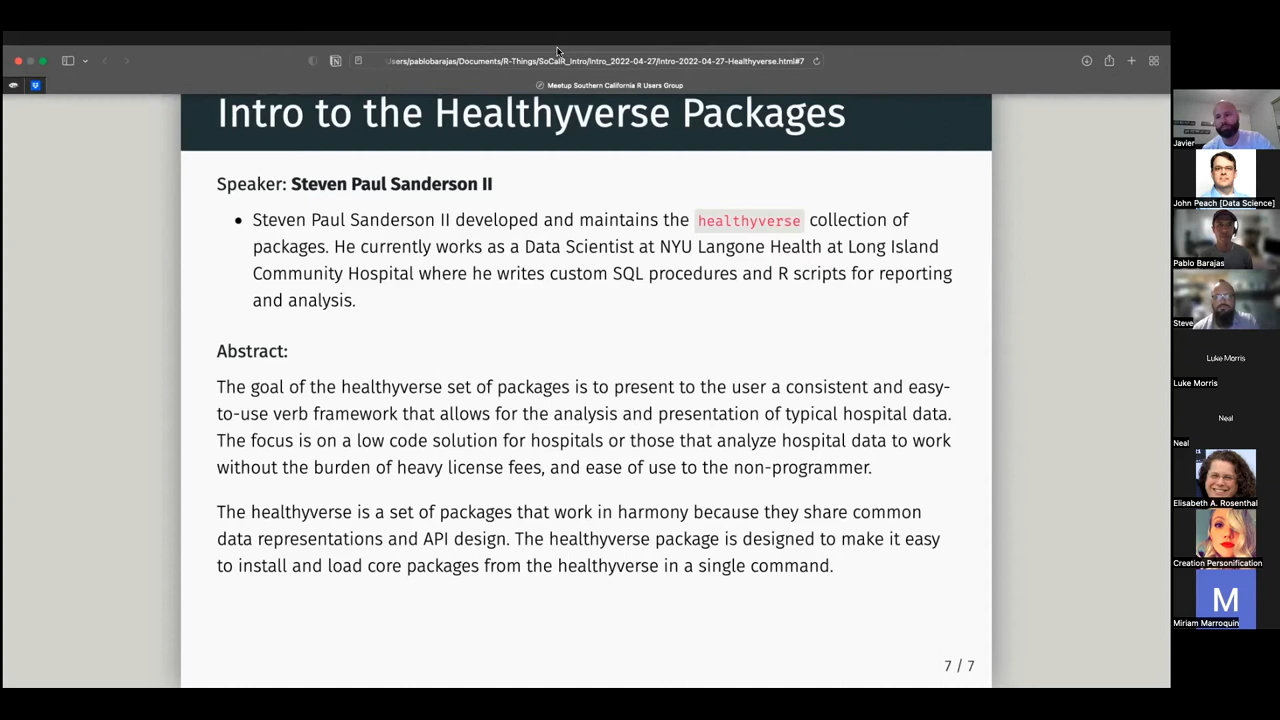 Users/pablobarajas/Documents/R-Things/SoCalR_Intro/Intro_2022-04-27/Intro-2022-04-27-Healthyverse.html#7
Meetup Southern California R Users Group
Intro to the Healthyverse Packages
Speaker: Steven Paul Sanderson II
• Steven Paul Sanderson II developed and maintains the healthyverse collection of
packages. He currently works as a Data Scientist at NYU Langone Health at Long Island
Community Hospital where he writes custom SQL procedures and R scripts for reporting
and analysis.
Abstract:
The goal of the healthyverse set of packages is to present to the user a consistent and easy-
to-use verb framework that allows for the analysis and presentation of typical hospital data.
The focus is on a low code solution for hospitals or those that analyze hospital data to work
without the burden of heavy license fees, and ease of use to the non-programmer.
The healthyverse is a set of packages that work in harmony because they share common
data representations and API design. The healthyverse package is designed to make it easy
to install and load core packages from the healthyverse in a single command.
7 / 7
Javier
John Peach [Data Science]
Pablo Barajas
Steve
Luke Morris
Luke Morris
Neal
Neal
Elisabeth A. Rosenthal
Creation Personification
M
Miriam Marroquin